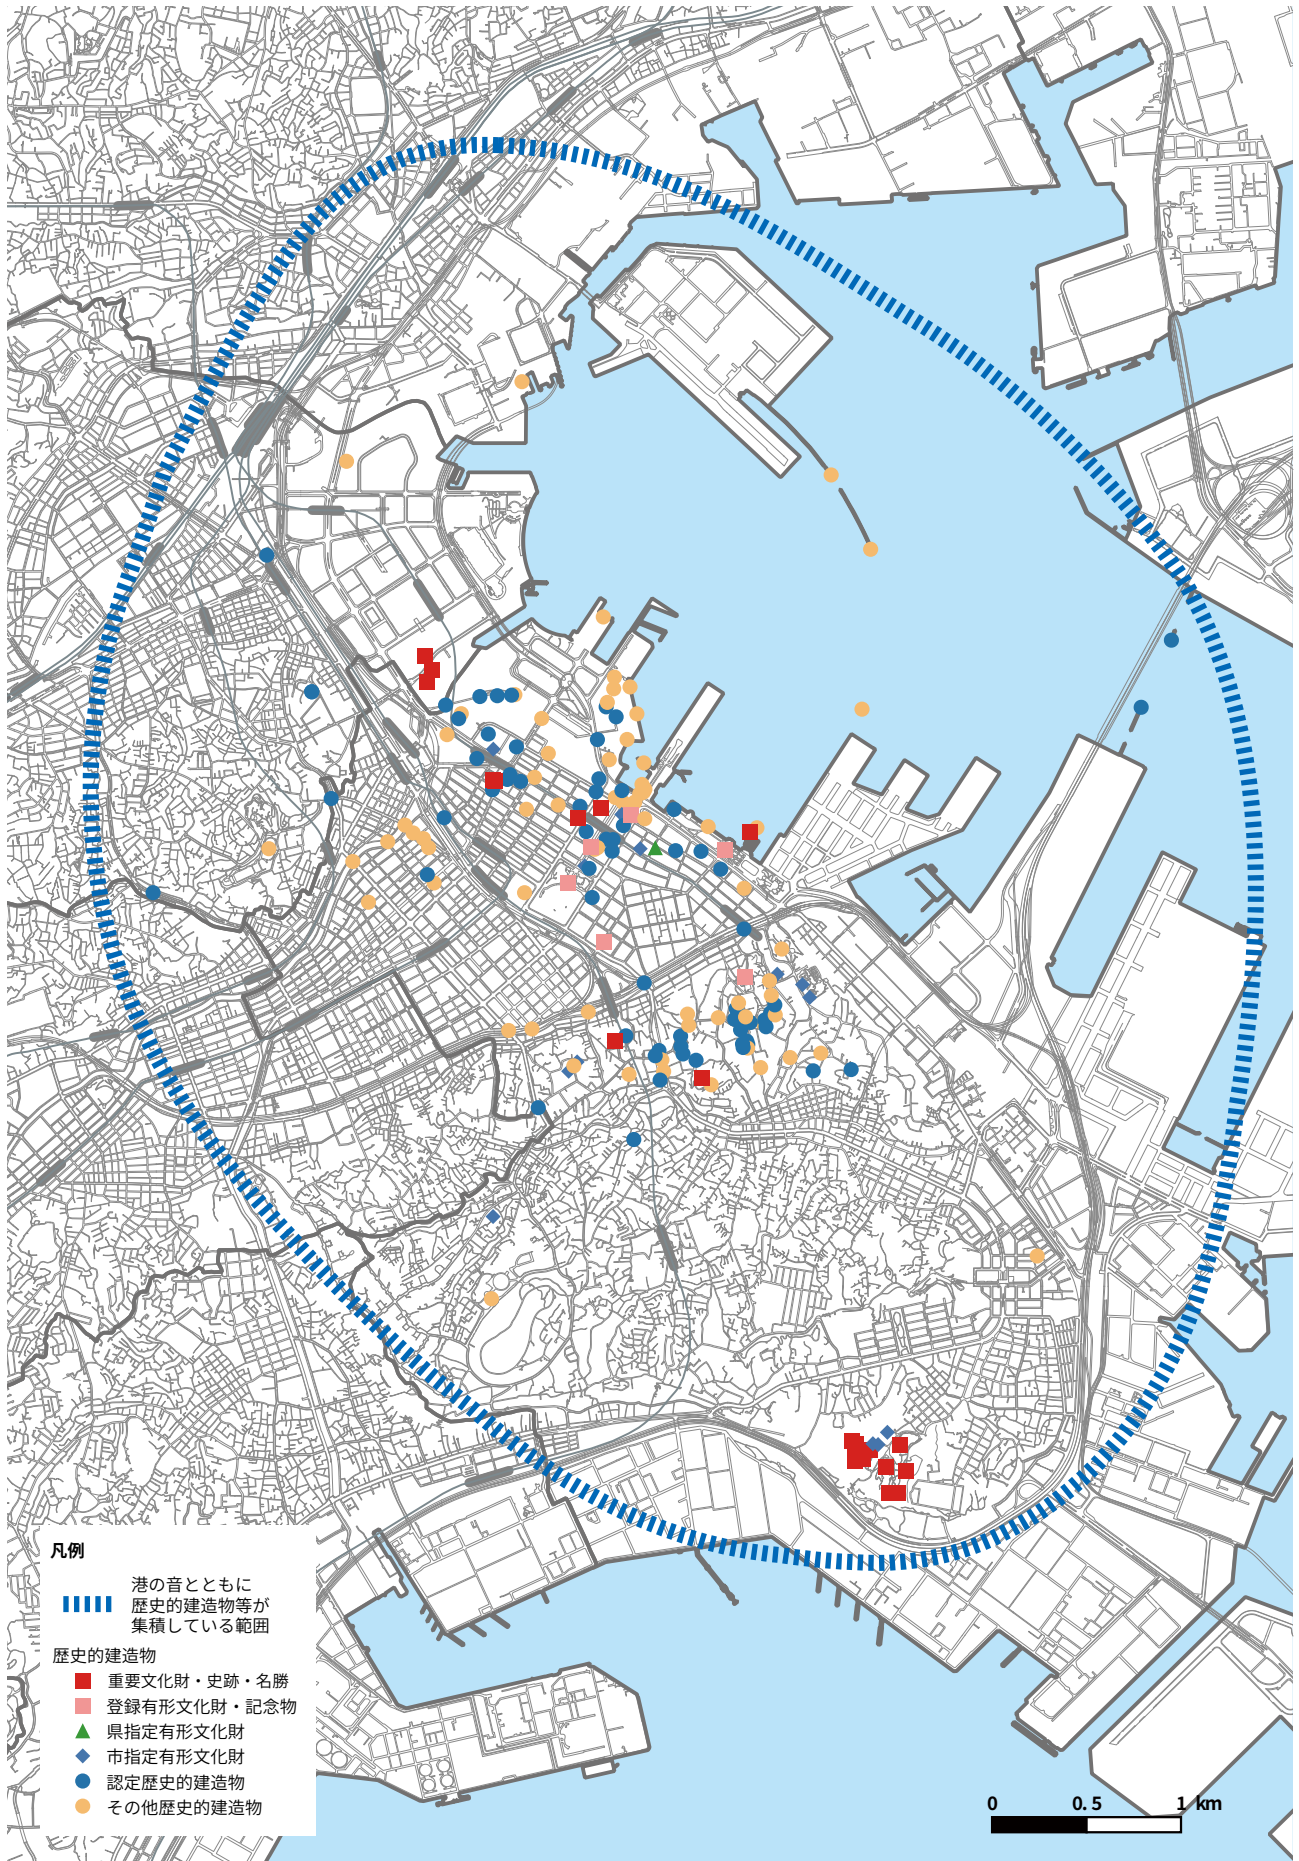 凡例
港の音とともに
歴史的建造物等が
集積している範囲
歴史的建造物
重要文化財・史跡・名勝
登録有形文化財・記念物
県指定有形文化財
市指定有形文化財
認定歴史的建造物
その他歴史的建造物
0 0.5 1 km